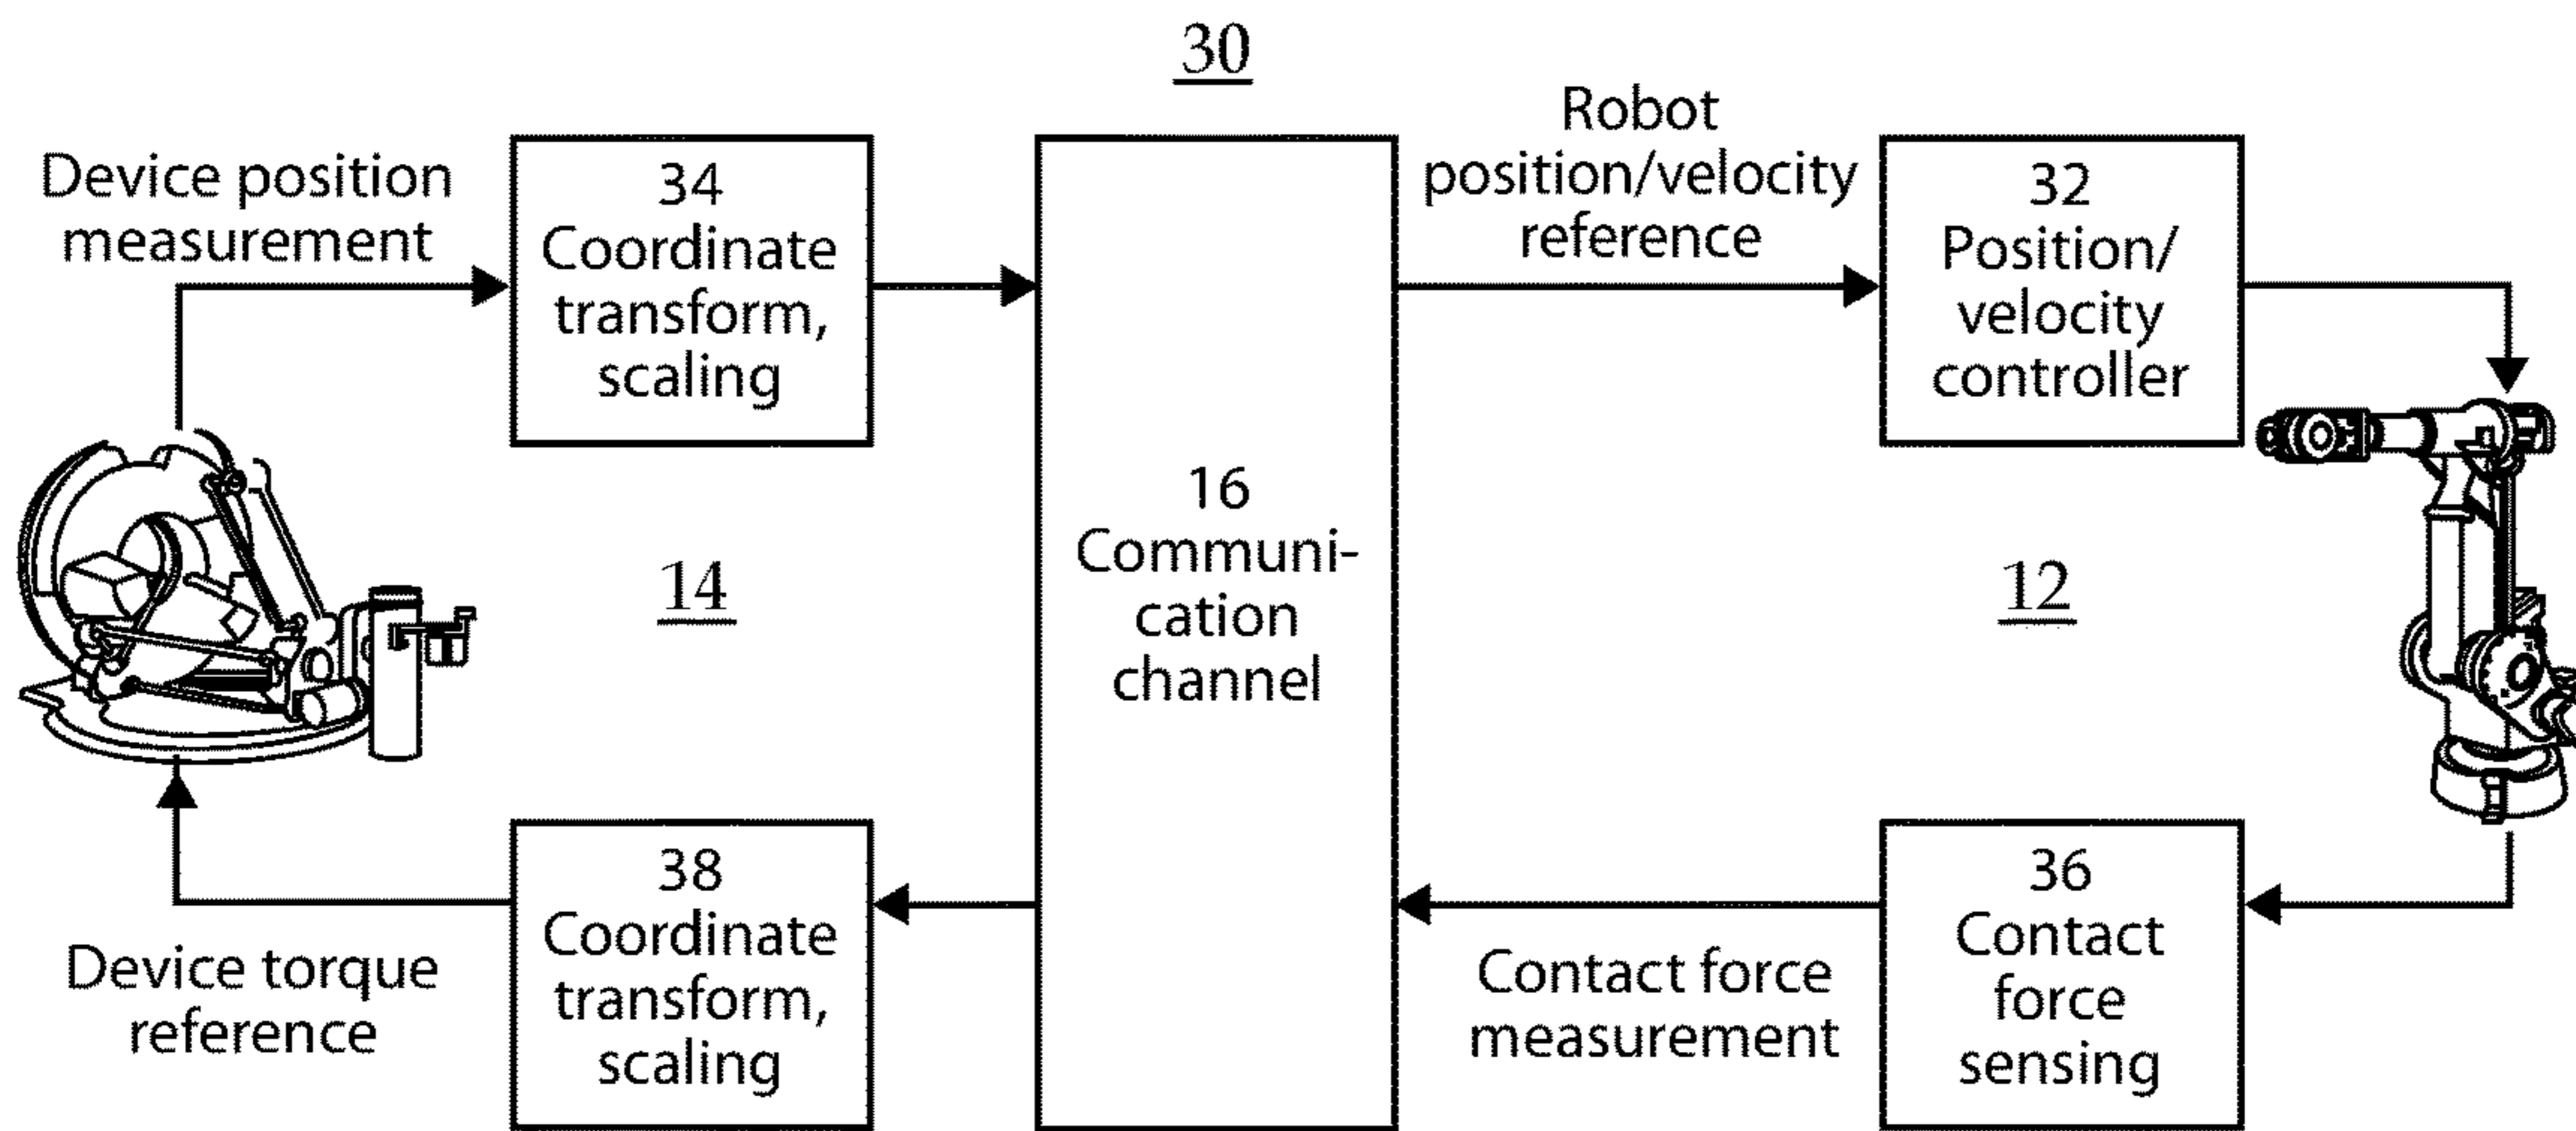 30
Device position
measurement
34
Coordinate
transform,
scaling
16
Communi-
cation
channel
Robot
position/velocity
reference
32
Position/
velocity
controller
14
12
Device torque
reference
38
Coordinate
transform,
scaling
Contact force
measurement
36
Contact
force
sensing